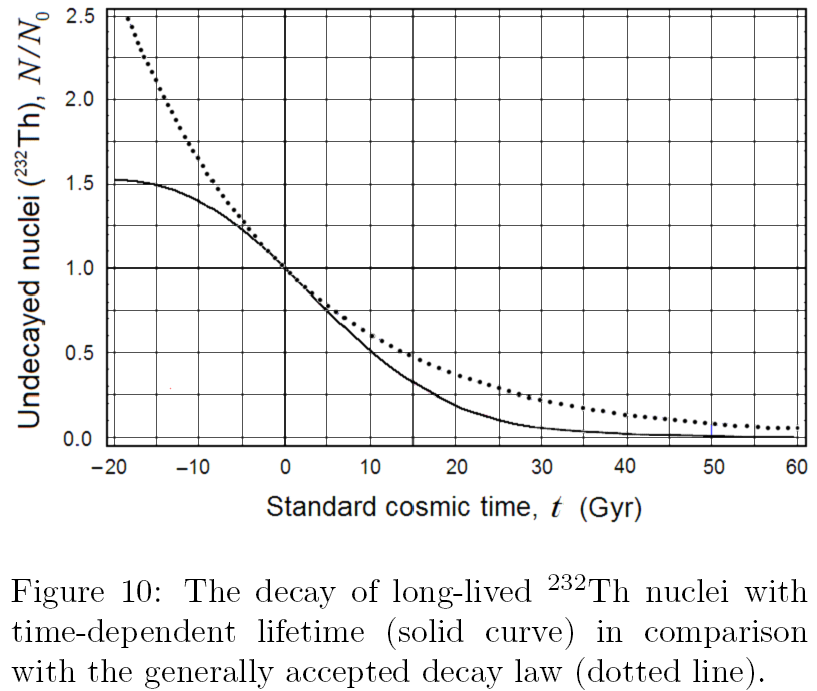 Undecayed nuclei (²³²Th), N/N₀
2.5
2.0
1.5
1.0
0.5
0.0
−20 −10 0 10 20 30 40 50 60
Standard cosmic time, t (Gyr)
Figure 10: The decay of long-lived ²³²Th nuclei with
time-dependent lifetime (solid curve) in comparison
with the generally accepted decay law (dotted line).